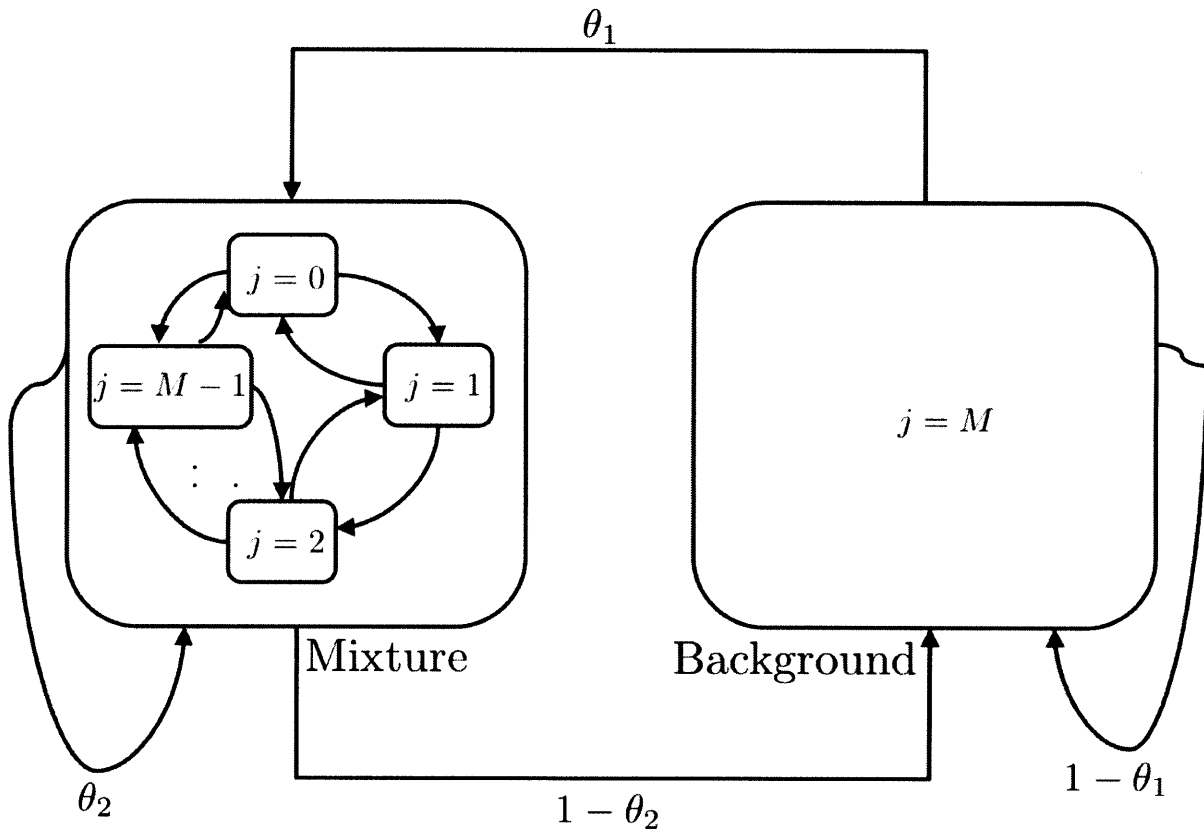 θ₁
j = 0
j = M − 1
j = 1
j = M
j = 2
Mixture
Background
θ₂
1 − θ₂
1 − θ₁